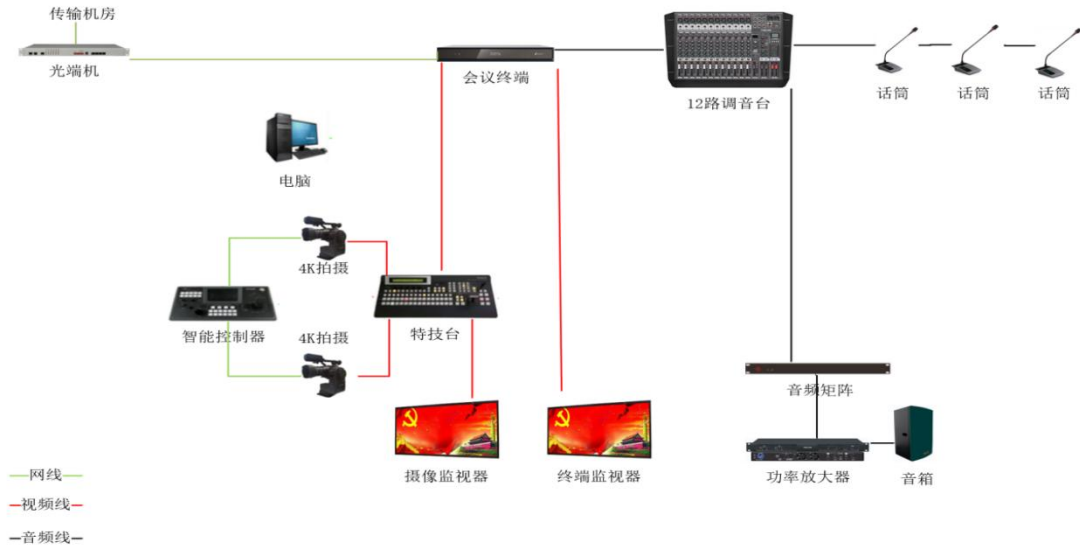 传输机房
光端机
会议终端
12路调音台
话筒
话筒
话筒
电脑
4K拍摄
智能控制器
4K拍摄
特技台
音频矩阵
摄像监视器
终端监视器
功率放大器
音箱
网线
视频线
音频线